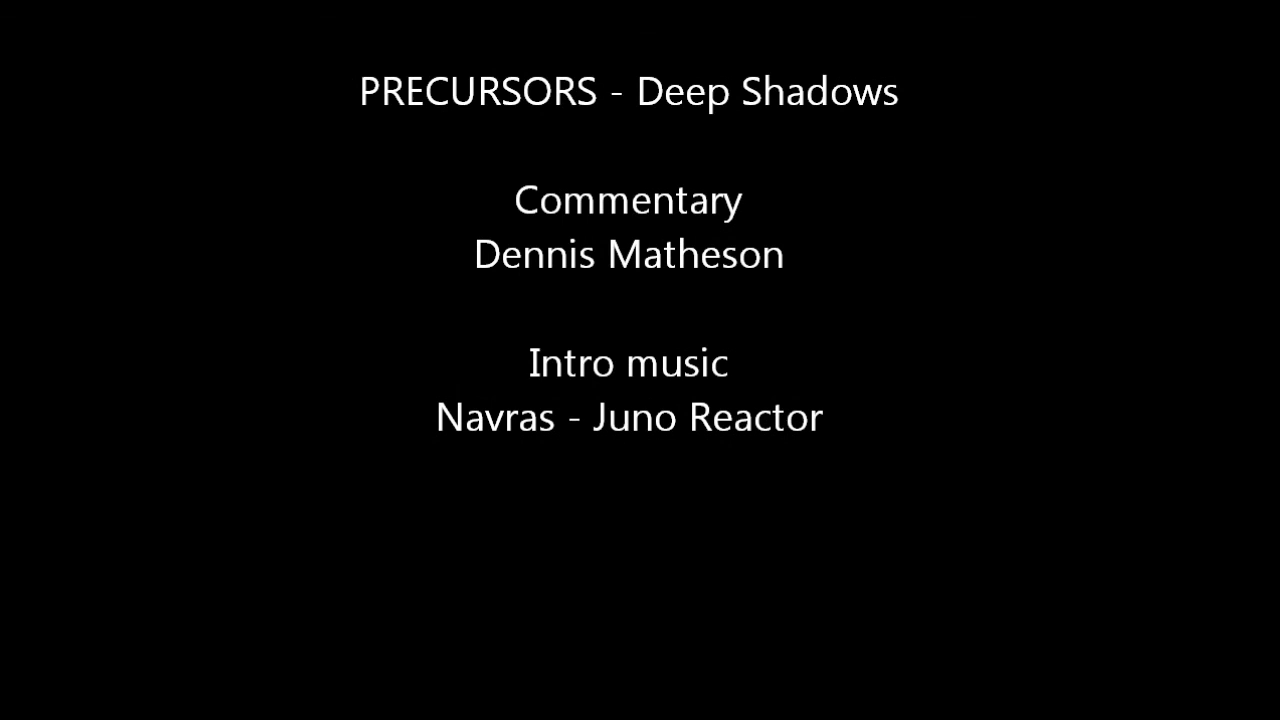 PRECURSORS - Deep Shadows
Commentary
Dennis Matheson
Intro music
Navras - Juno Reactor